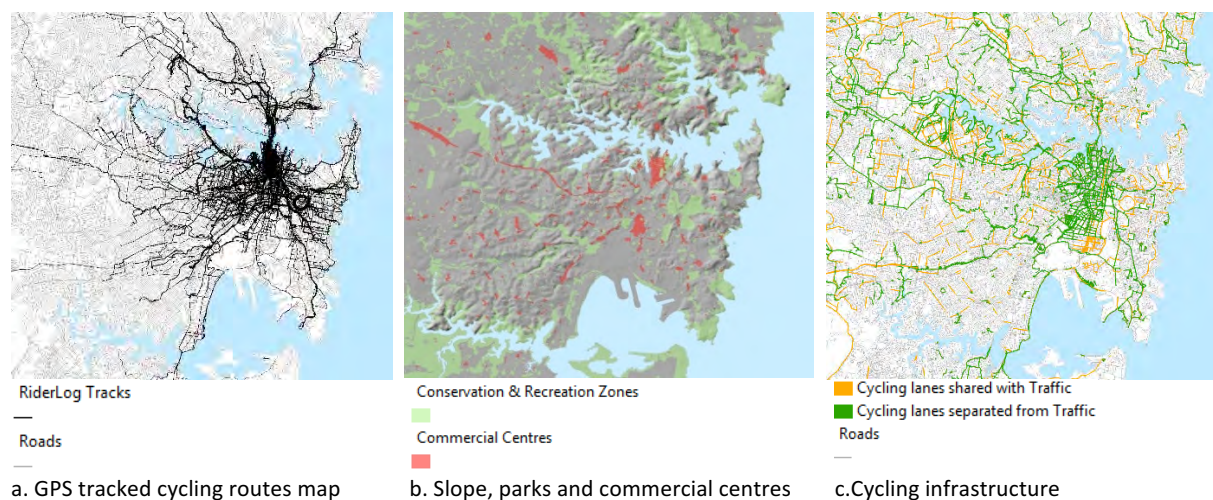 RiderLog Tracks
Roads
a. GPS tracked cycling routes map
Conservation & Recreation Zones
Commercial Centres
b. Slope, parks and commercial centres
Cycling lanes shared with Traffic
Cycling lanes separated from Traffic
Roads
c.Cycling infrastructure